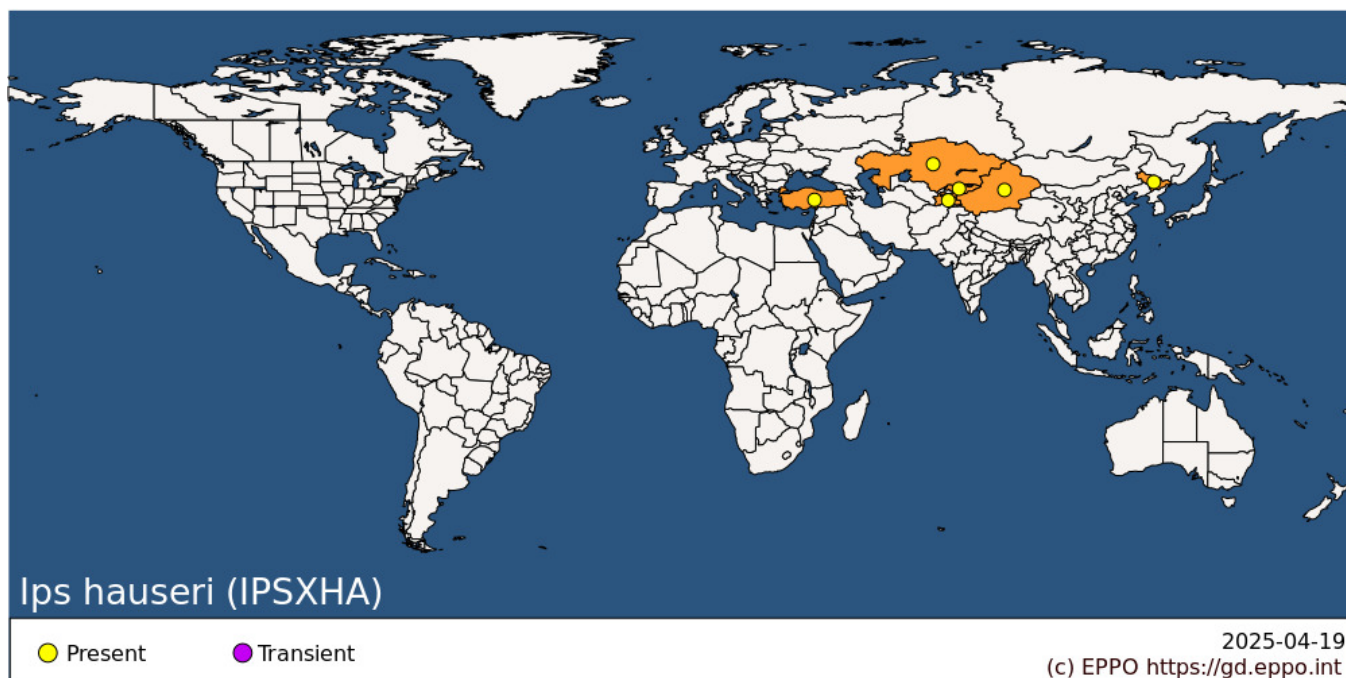 Ips hauseri (IPSXHA)
Present
Transient
2025-04-19
(c) EPPO https://gd.eppo.int